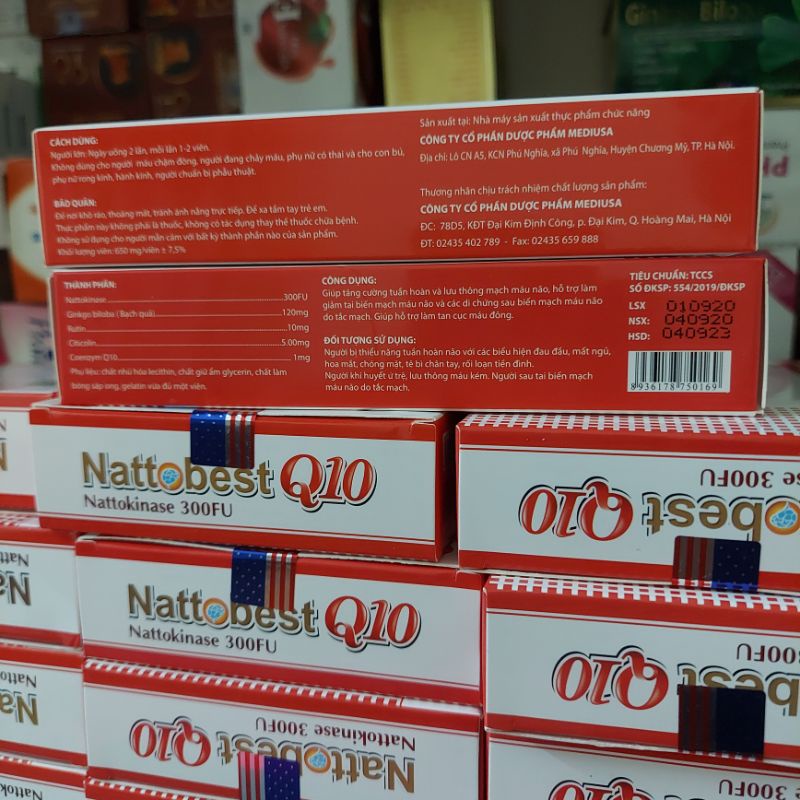 Ginkgo Biloba
CÁCH DÙNG:
Người lớn: Ngày uống 2 lần, mỗi lần 1-2 viên.
Không dùng cho người máu chậm đông, người đang chảy máu, phụ nữ có thai và cho con bú,
phụ nữ rong kinh, hành kinh, người chuẩn bị phẫu thuật.
BẢO QUẢN:
Để nơi khô ráo, thoáng mát, tránh ánh nắng trực tiếp. Để xa tầm tay trẻ em.
Thực phẩm này không phải là thuốc, không có tác dụng thay thế thuốc chữa bệnh.
Không sử dụng cho người mẫn cảm với bất kỳ thành phần nào của sản phẩm.
Khối lượng viên: 650 mg/viên ± 7,5%
Sản xuất tại: Nhà máy sản xuất thực phẩm chức năng
CÔNG TY CỔ PHẦN DƯỢC PHẨM MEDIUSA
Địa chỉ: Lô CN A5, KCN Phú Nghĩa, xã Phú Nghĩa, Huyện Chương Mỹ, TP. Hà Nội.
Thương nhân chịu trách nhiệm chất lượng sản phẩm:
CÔNG TY CỔ PHẦN DƯỢC PHẨM MEDIUSA
ĐC: 78D5, KĐT Đại Kim Định Công, p. Đại Kim, Q. Hoàng Mai, Hà Nội
ĐT: 02435 402 789 - Fax: 02435 659 888
THÀNH PHẦN:
Nattokinase 300FU
Ginkgo biloba (Bạch quả) 120mg
Rutin 10mg
Citicilin 5.00mg
Coenzym Q10 1mg
Phụ liệu: chất nhũ hóa lecithin, chất giữ ẩm glycerin, chất làm
bóng sáp ong, gelatin vừa đủ một viên.
CÔNG DỤNG:
Giúp tăng cường tuần hoàn và lưu thông mạch máu não, hỗ trợ làm
giảm tai biến mạch máu não và các di chứng sau biến mạch máu não
do tắc mạch. Giúp hỗ trợ làm tan cục máu đông.
ĐỐI TƯỢNG SỬ DỤNG:
Người bị thiểu năng tuần hoàn não với các biểu hiện đau đầu, mất ngủ,
hoa mắt, chóng mặt, tê bì chân tay, rối loạn tiền đình.
Người khí huyết ứ trệ, lưu thông máu kém. Người sau tai biến mạch
máu não do tắc mạch.
TIÊU CHUẨN: TCCS
SỐ ĐKSP: 554/2019/ĐKSP
LSX 010920
NSX: 040920
HSD: 040923
8936178750169
Nattobest Q10
Nattokinase 300FU
se 300FU
obest Q10
Nattobest Q10
Nattokinase 300FU
300FU
best Q10
Nattokinase 300FU
Nattobest Q10